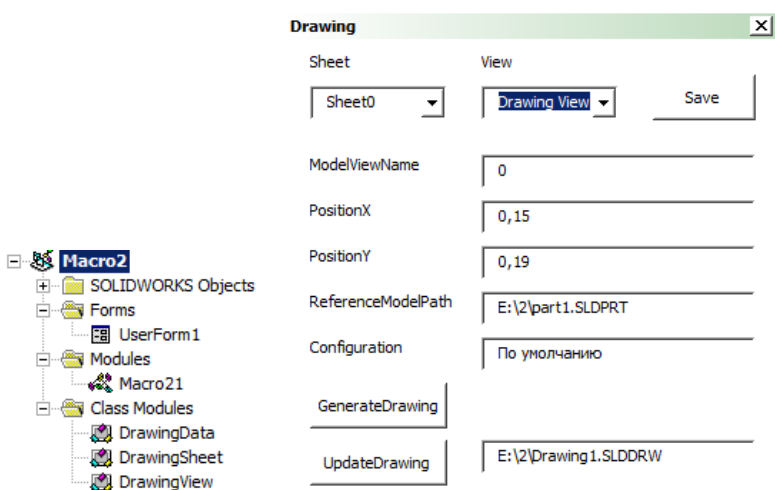 Drawing
Sheet View
Sheet0 Drawing View Save
ModelViewName 0
PositionX 0,15
PositionY 0,19
Macro2
SOLIDWORKS Objects
ReferenceModelPath E:\2\part1.SLDPRT
Forms
UserForm1
Configuration По умолчанию
Modules
Macro21
Class Modules
GenerateDrawing
DrawingData
DrawingSheet
UpdateDrawing E:\2\Drawing1.SLDDRW
DrawingView